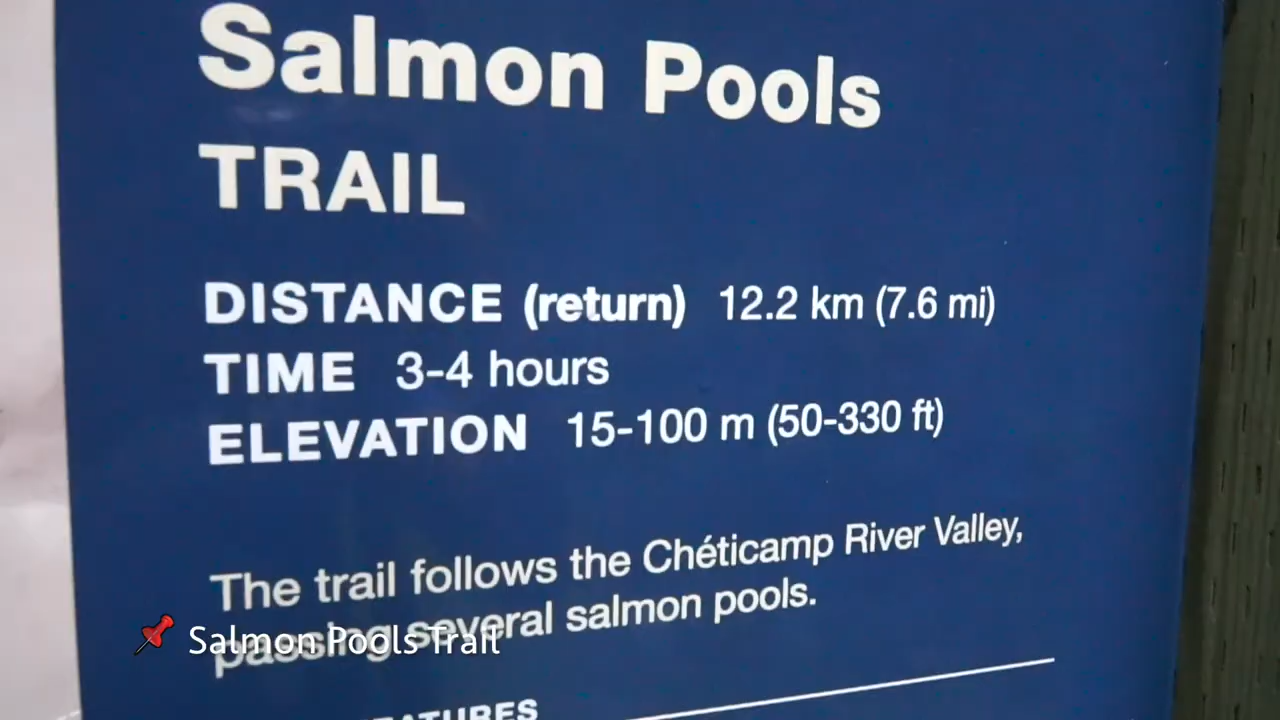 Salmon Pools
TRAIL
DISTANCE (return) 12.2 km (7.6 mi)
TIME 3-4 hours
ELEVATION 15-100 m (50-330 ft)
The trail follows the Chéticamp River Valley,
passing several salmon pools.
Salmon Pools Trail